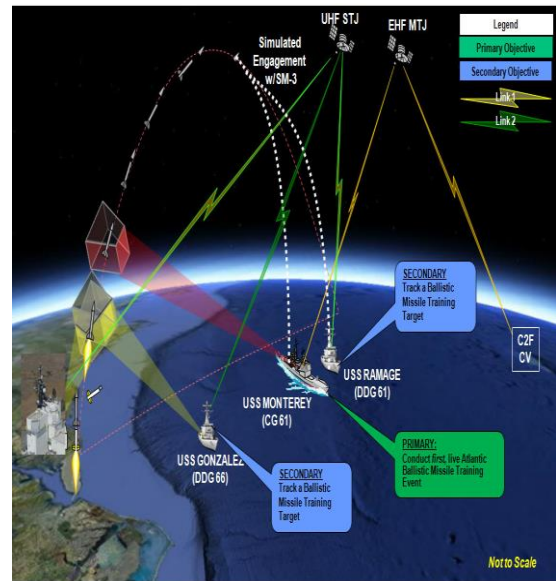 UHF STJ
EHF MTJ
Simulated
Engagement
w/SM-3
Legend
Primary Objective
Secondary Objective
Link 1
Link 2
SECONDARY
Track a Ballistic
Missile Training
Target
C2F
CV
USS RAMAGE
(DDG 61)
USS MONTEREY
(CG 61)
USS GONZALEZ
(DDG 66)
SECONDARY
Track a Ballistic
Missile Training
Target
PRIMARY:
Conduct first, live Atlantic
Ballistic Missile Training
Event
Not to Scale